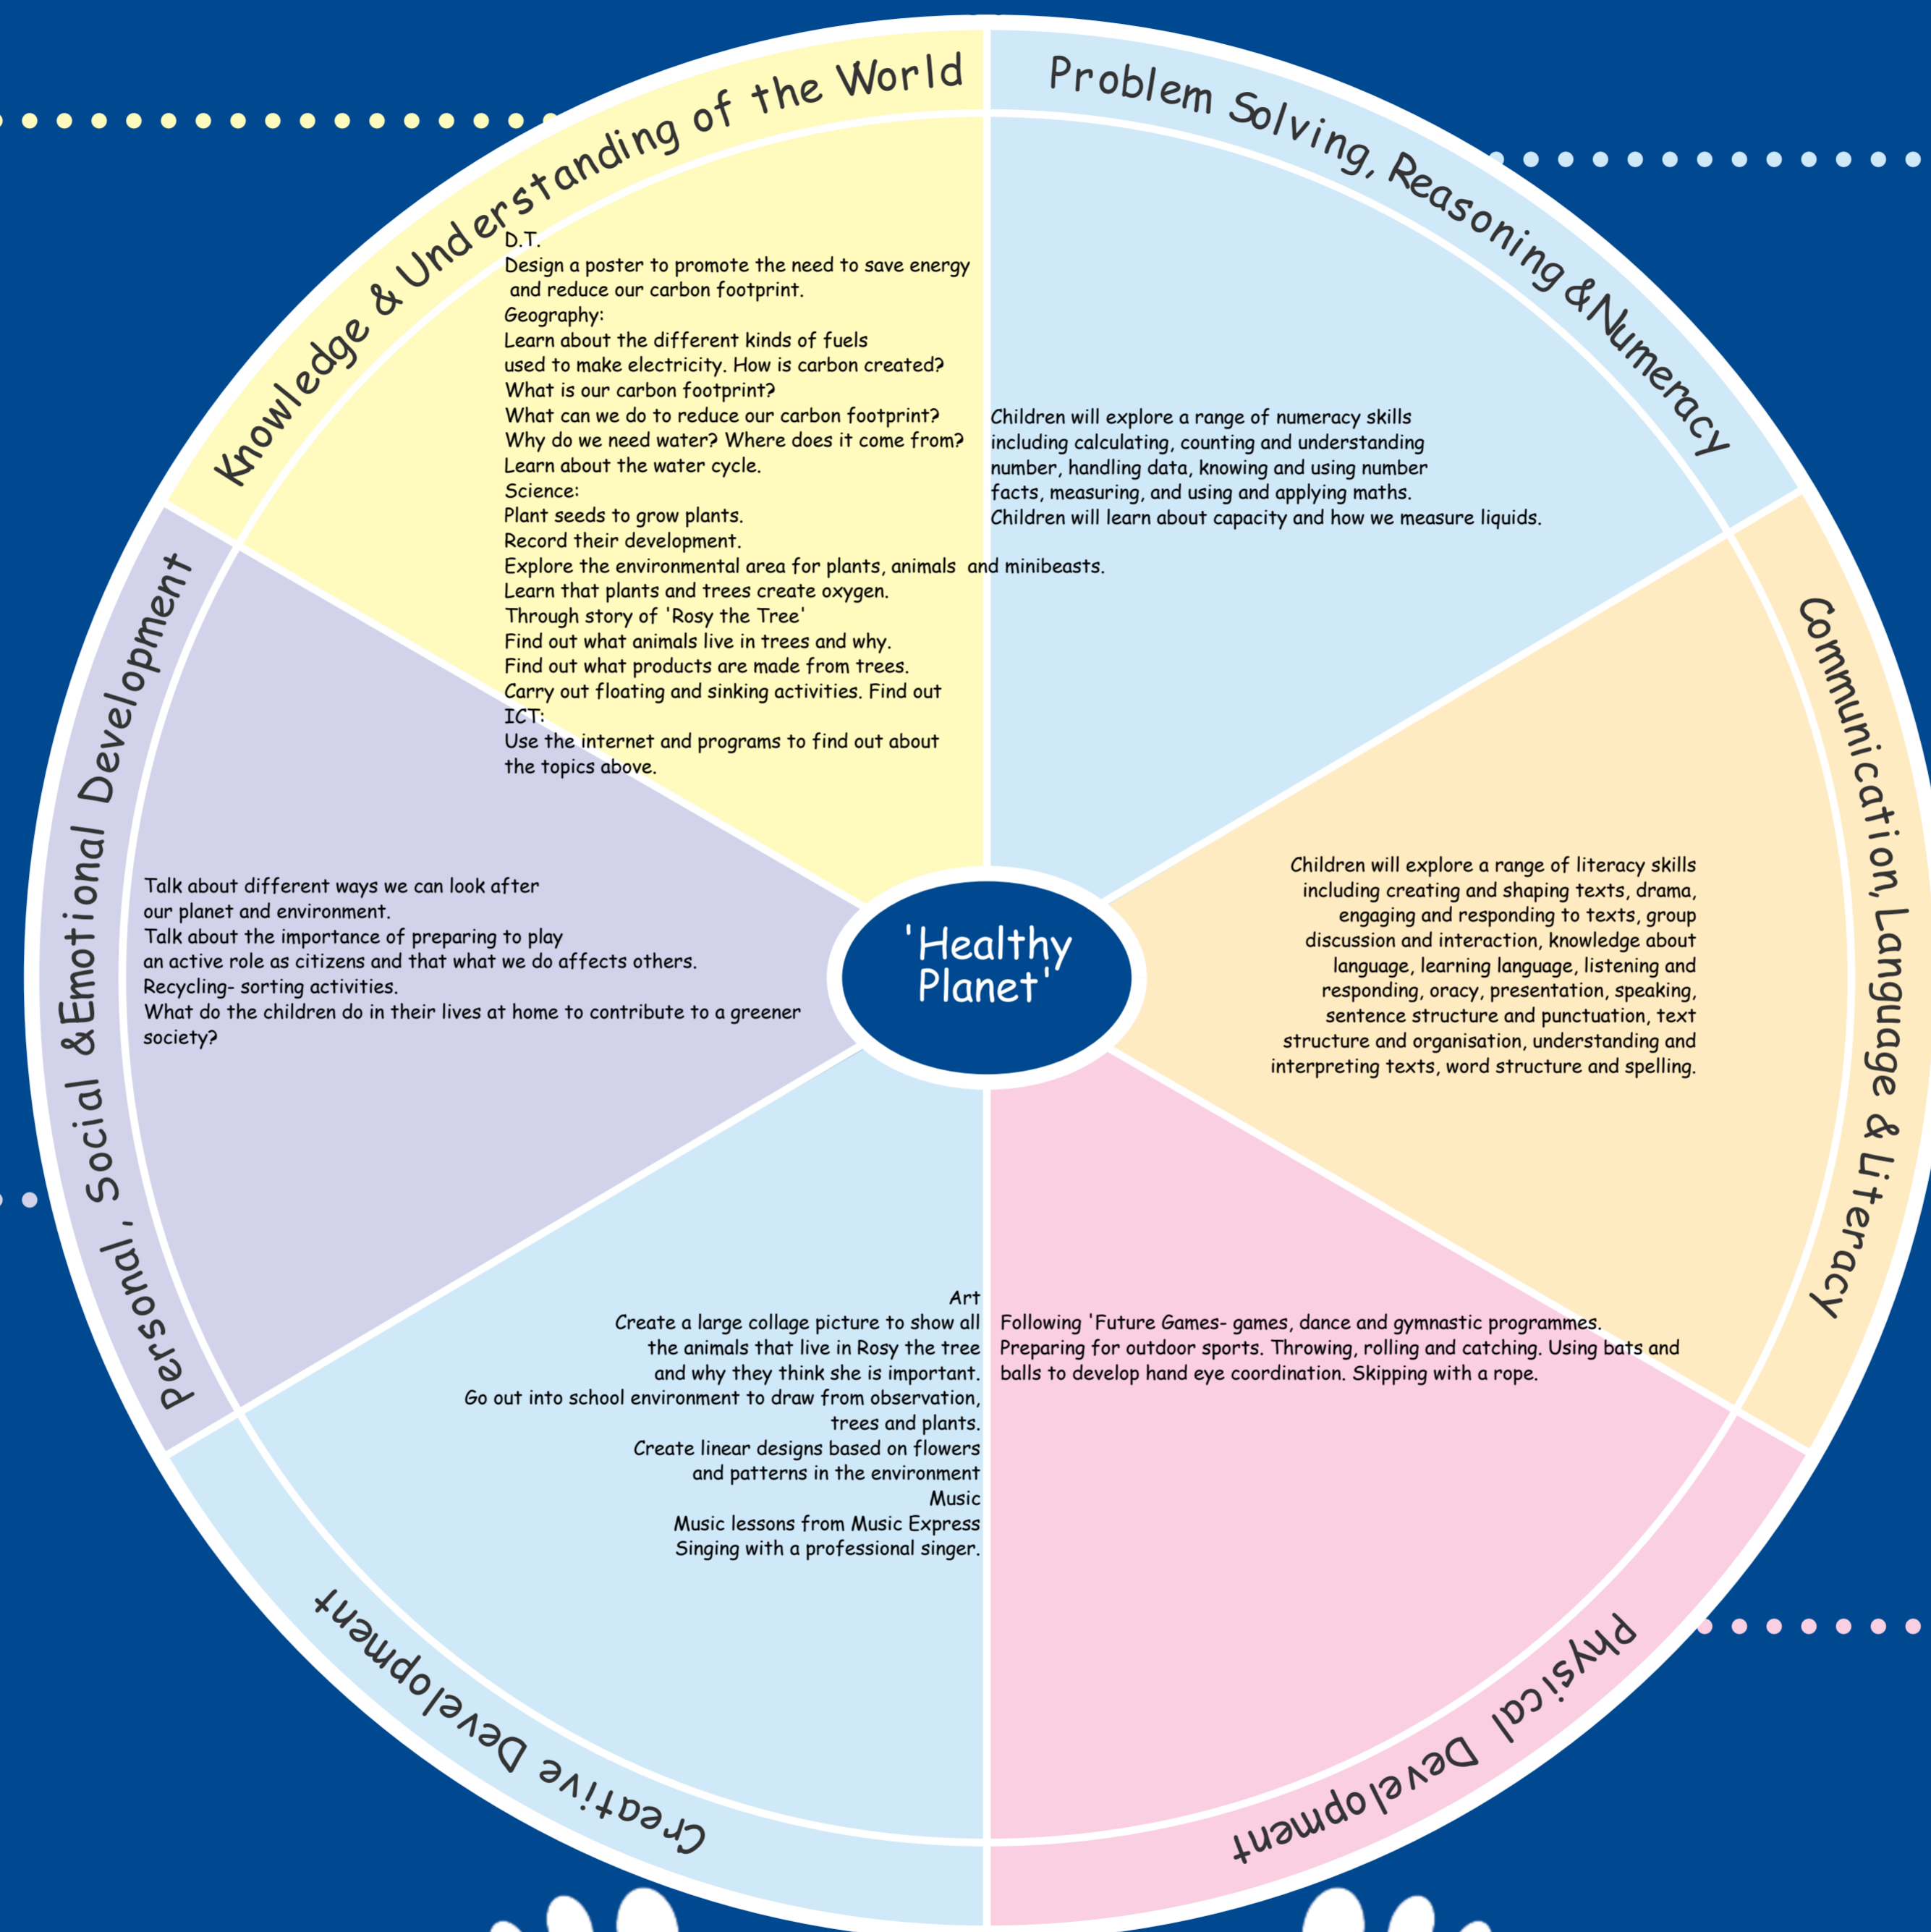 Knowledge & Understanding of the World
D.T.
Design a poster to promote the need to save energy
and reduce our carbon footprint.
Geography:
Learn about the different kinds of fuels
used to make electricity. How is carbon created?
What is our carbon footprint?
What can we do to reduce our carbon footprint?
Why do we need water? Where does it come from?
Learn about the water cycle.
Science:
Plant seeds to grow plants.
Record their development.
Explore the environmental area for plants, animals  and minibeasts.
Learn that plants and trees create oxygen.
Through story of 'Rosy the Tree'
Find out what animals live in trees and why.
Find out what products are made from trees.
Carry out floating and sinking activities. Find out
ICT:
Use the internet and programs to find out about
the topics above.
Problem Solving, Reasoning &Numeracy
Children will explore a range of numeracy skills
including calculating, counting and understanding
number, handling data, knowing and using number
facts, measuring, and using and applying maths.
Children will learn about capacity and how we measure liquids.
Communication, Language & Literacy
Children will explore a range of literacy skills
including creating and shaping texts, drama,
engaging and responding to texts, group
discussion and interaction, knowledge about
language, learning language, listening and
responding, oracy, presentation, speaking,
sentence structure and punctuation, text
structure and organisation, understanding and
interpreting texts, word structure and spelling.
Personal, Social &Emotional Development
Talk about different ways we can look after
our planet and environment.
Talk about the importance of preparing to play
an active role as citizens and that what we do affects others.
Recycling- sorting activities.
What do the children do in their lives at home to contribute to a greener
society?
'Healthy
Planet'
Creative Development
Art
Create a large collage picture to show all
the animals that live in Rosy the tree
and why they think she is important.
Go out into school environment to draw from observation,
trees and plants.
Create linear designs based on flowers
and patterns in the environment
Music
Music lessons from Music Express
Singing with a professional singer.
Physical Development
Following 'Future Games- games, dance and gymnastic programmes.
Preparing for outdoor sports. Throwing, rolling and catching. Using bats and
balls to develop hand eye coordination. Skipping with a rope.